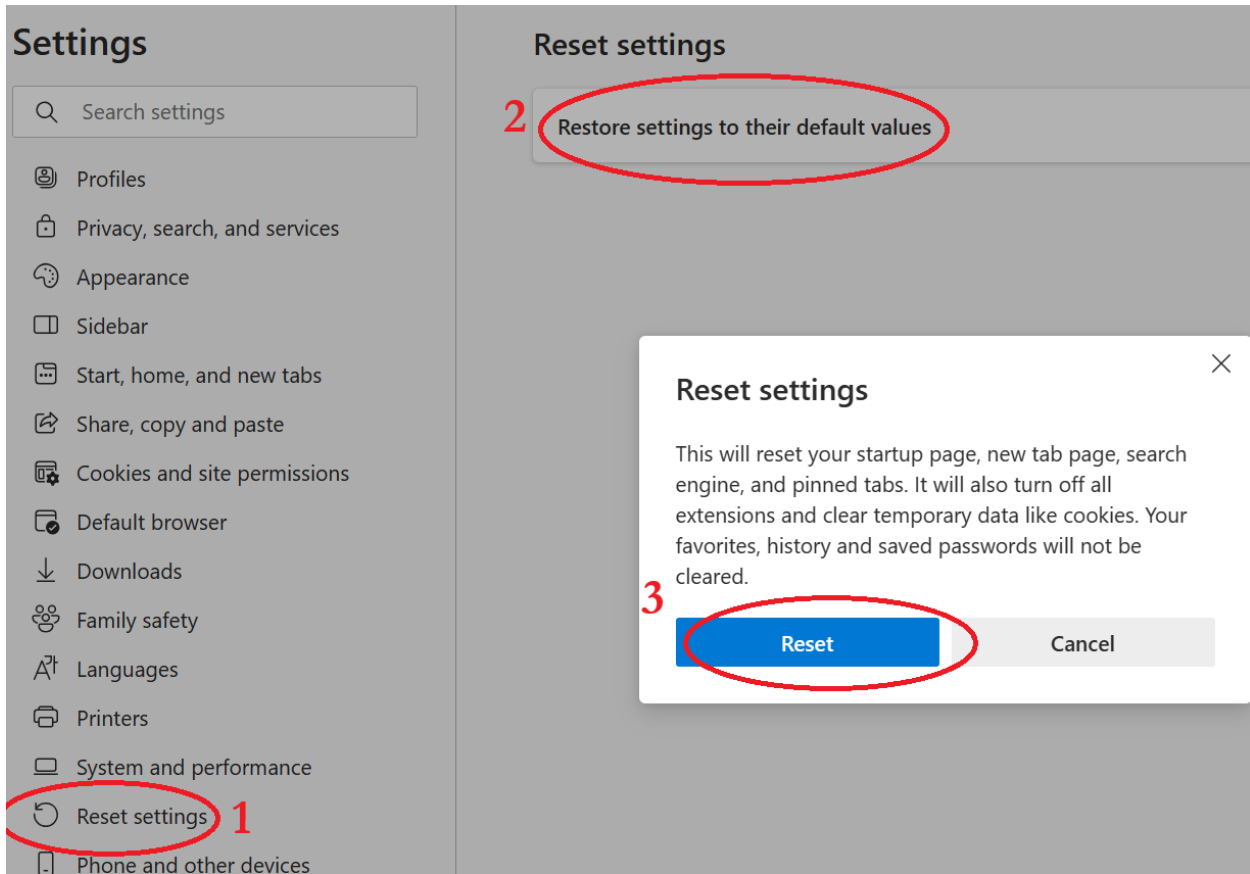 Settings
Search settings
Profiles
Privacy, search, and services
Appearance
Sidebar
Start, home, and new tabs
Share, copy and paste
Cookies and site permissions
Default browser
Downloads
Family safety
Languages
Printers
System and performance
Reset settings 1
Phone and other devices
Reset settings
2 Restore settings to their default values
Reset settings
This will reset your startup page, new tab page, search
engine, and pinned tabs. It will also turn off all
extensions and clear temporary data like cookies. Your
favorites, history and saved passwords will not be
cleared.
3
Reset
Cancel